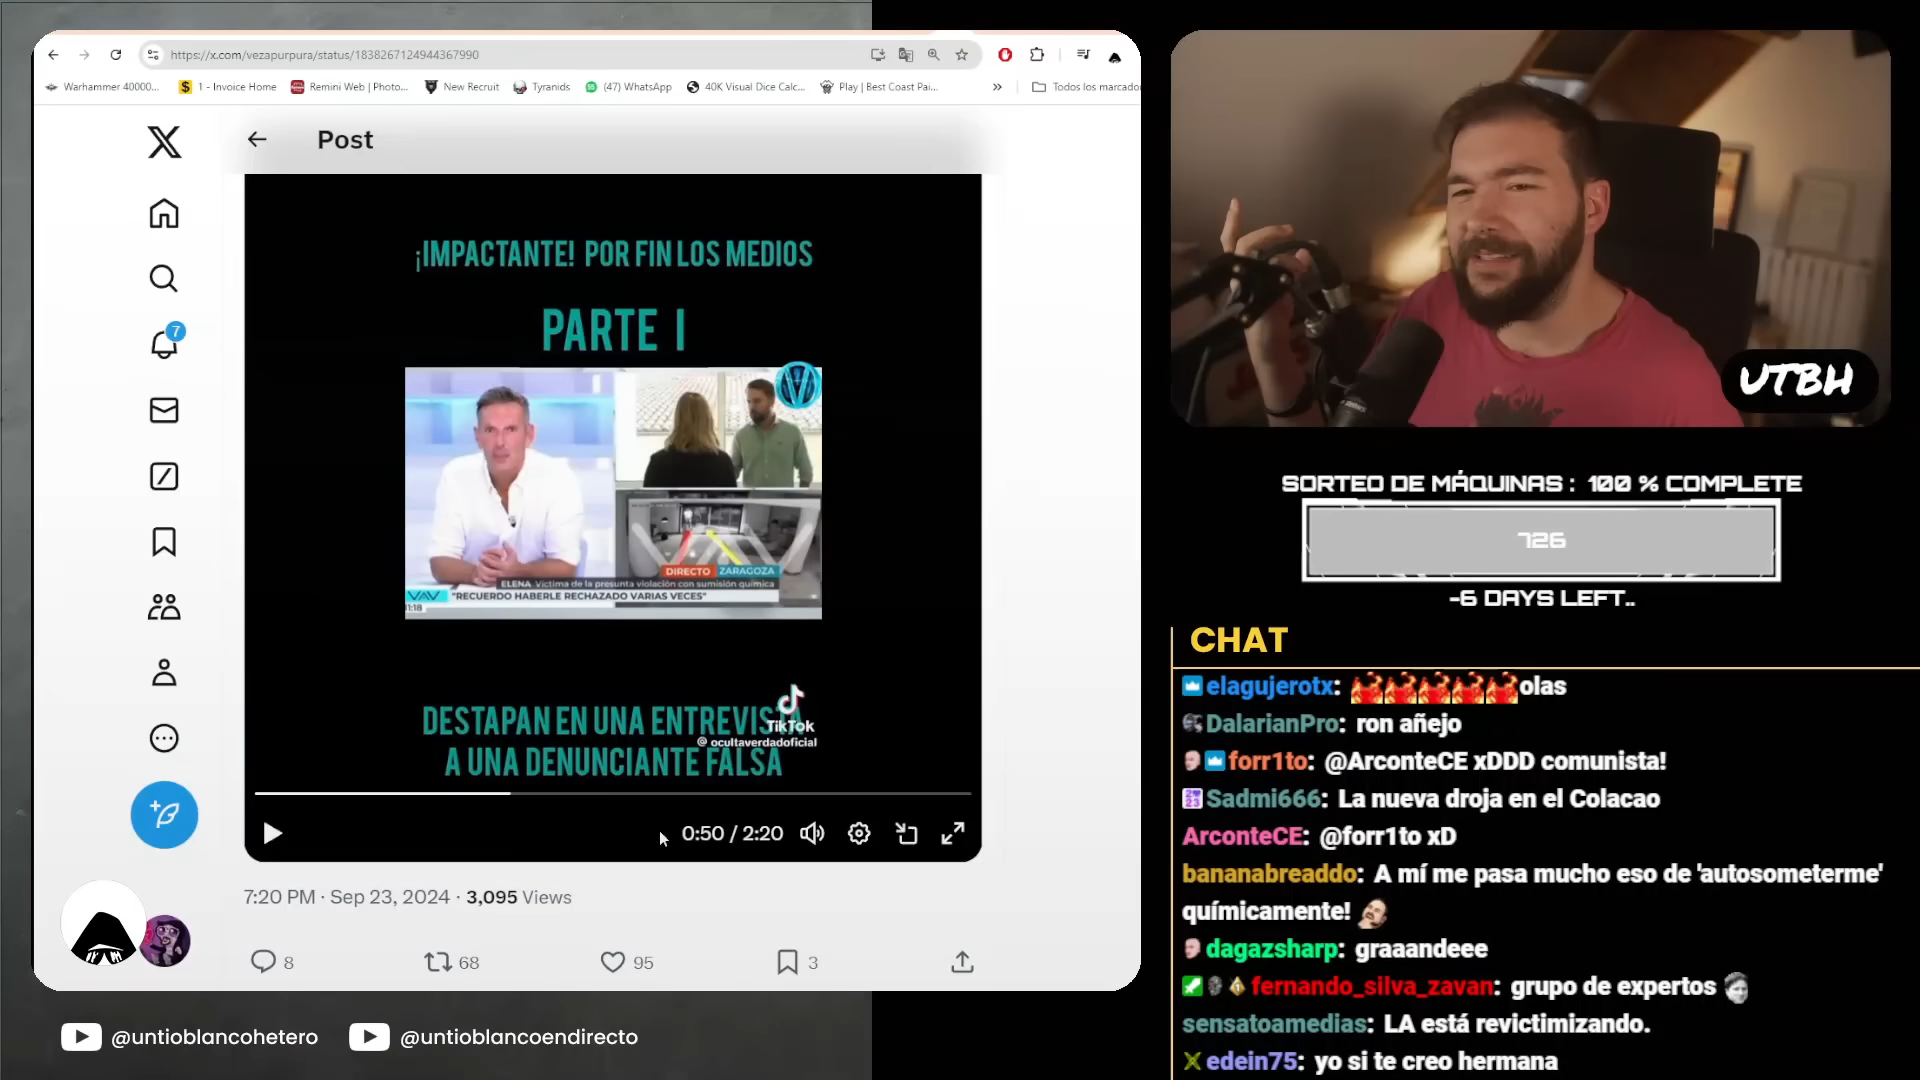 https://x.com/vezapurpura/status/1838267124944367990
Warhammer 40000...
$ 1 - Invoice Home
Remini Web | Photo...
New Recruit
Tyranids
(47) WhatsApp
40K Visual Dice Calc...
Play | Best Coast Pai...
»
Todos los marcado
Post
7
¡IMPACTANTE! POR FIN LOS MEDIOS
PARTE I
DIRECTO ZARAGOZA
ELENA Víctima de la presunta violación con sumisión química
VAV "RECUERDO HABERLE RECHAZADO VARIAS VECES"
11:18
DESTAPAN EN UNA ENTREVISTA
TikTok
@ ocultaverdadoficial
A UNA DENUNCIANTE FALSA
0:50 / 2:20
7:20 PM · Sep 23, 2024 · 3,095 Views
8
68
95
3
@untioblancohetero
@untioblancoendirecto
UTBH
SORTEO DE MÁQUINAS : 100 % COMPLETE
726
-6 DAYS LEFT..
CHAT
elagujerotx: olas
DalarianPro: ron añejo
forr1to: @ArconteCE xDDD comunista!
Sadmi666: La nueva droja en el Colacao
ArconteCE: @forr1to xD
bananabreaddo: A mí me pasa mucho eso de 'autosometerme'
químicamente!
dagazsharp: graaandeee
fernando_silva_zavan: grupo de expertos
sensatoamedias: LA está revictimizando.
edein75: yo si te creo hermana